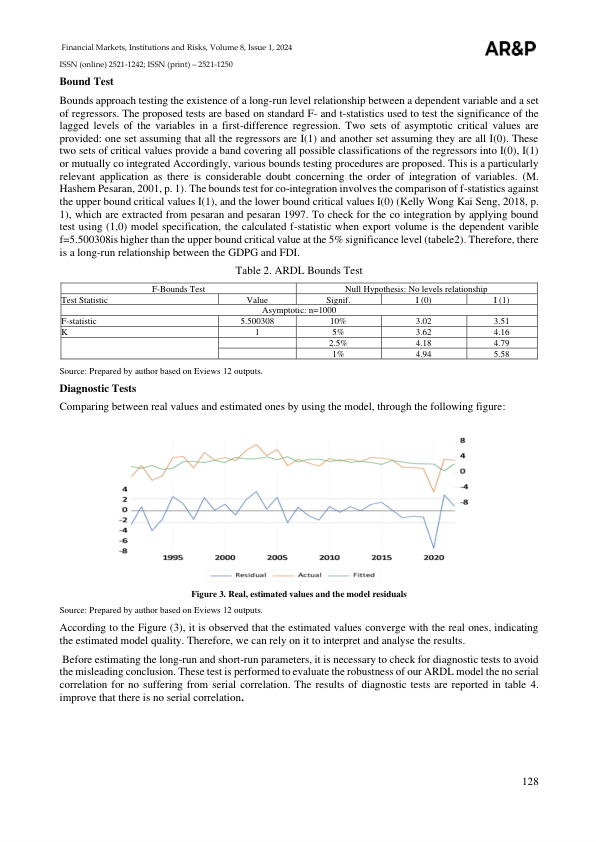 Financial Markets, Institutions and Risks, Volume 8, Issue 1, 2024
AR&P
ISSN (online) 2521-1242; ISSN (print) – 2521-1250
Bound Test
Bounds approach testing the existence of a long-run level relationship between a dependent variable and a set
of regressors. The proposed tests are based on standard F- and t-statistics used to test the significance of the
lagged levels of the variables in a first-difference regression. Two sets of asymptotic critical values are
provided: one set assuming that all the regressors are I(1) and another set assuming they are all I(0). These
two sets of critical values provide a band covering all possible classifications of the regressors into I(0), I(1)
or mutually co integrated Accordingly, various bounds testing procedures are proposed. This is a particularly
relevant application as there is considerable doubt concerning the order of integration of variables. (M.
Hashem Pesaran, 2001, p. 1). The bounds test for co-integration involves the comparison of f-statistics against
the upper bound critical values I(1), and the lower bound critical values I(0) (Kelly Wong Kai Seng, 2018, p.
1), which are extracted from pesaran and pesaran 1997. To check for the co integration by applying bound
test using (1,0) model specification, the calculated f-statistic when export volume is the dependent varible
f=5.500308is higher than the upper bound critical value at the 5% significance level (tabele2). Therefore, there
is a long-run relationship between the GDPG and FDI.
Table 2. ARDL Bounds Test
F-Bounds Test Null Hypothesis: No levels relationship
Test Statistic Value Signif. I (0) I (1)
Asymptotic: n=1000
F-statistic 5.500308 10% 3.02 3.51
K 1 5% 3.62 4.16
2.5% 4.18 4.79
1% 4.94 5.58
Source: Prepared by author based on Eviews 12 outputs.
Diagnostic Tests
Comparing between real values and estimated ones by using the model, through the following figure:
8
4
0
-4
-8
4
2
0
-2
-4
-6
-8
1995 2000 2005 2010 2015 2020
Residual Actual Fitted
Figure 3. Real, estimated values and the model residuals
Source: Prepared by author based on Eviews 12 outputs.
According to the Figure (3), it is observed that the estimated values converge with the real ones, indicating
the estimated model quality. Therefore, we can rely on it to interpret and analyse the results.
Before estimating the long-run and short-run parameters, it is necessary to check for diagnostic tests to avoid
the misleading conclusion. These test is performed to evaluate the robustness of our ARDL model the no serial
correlation for no suffering from serial correlation. The results of diagnostic tests are reported in table 4.
improve that there is no serial correlation.
128